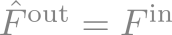 F̂^out = F^in